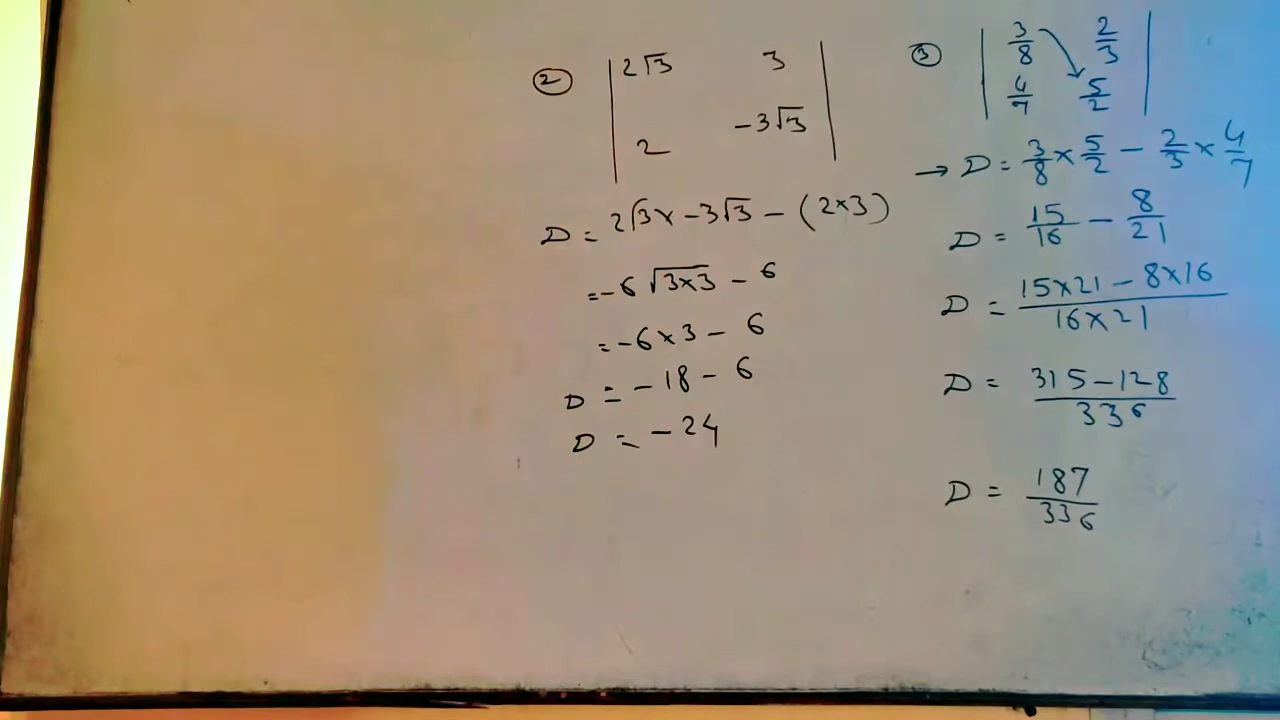 ② | 2√3 3 |
| 2 -3√3 |
D = 2√3 × -3√3 - (2×3)
= -6 √3×3 - 6
= -6 × 3 - 6
D = -18 - 6
D = -24
③ | 3/8 2/3 |
| 4/7 5/2 |
→ D = 3/8 × 5/2 - 2/3 × 4/7
D = 15/16 - 8/21
D = 15×21 - 8×16 / 16×21
D = 315-128 / 336
D = 187 / 336